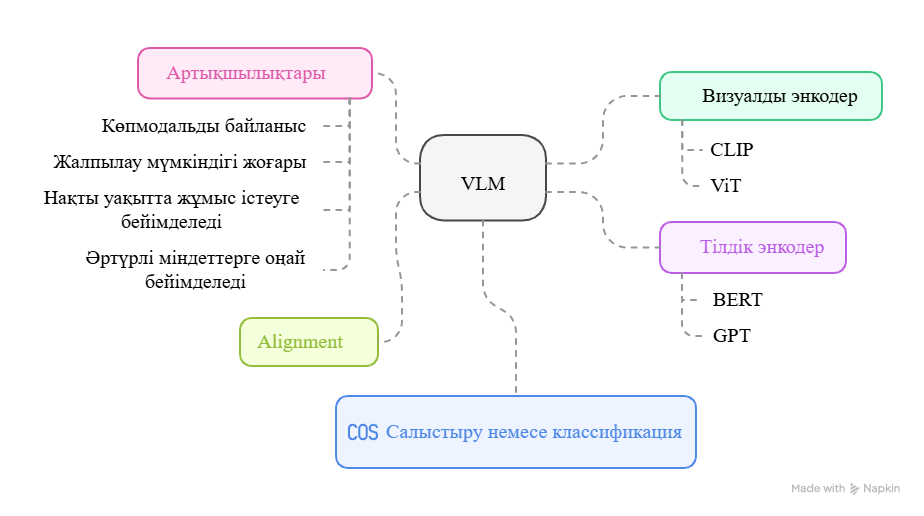 Артықшылықтары
Көпмодальды байланыс
Жалпылау мүмкіндігі жоғары
Нақты уақытта жұмыс істеуге
бейімделеді
Әртүрлі міндеттерге оңай
бейімделеді
Alignment
VLM
Визуалды энкодер
CLIP
ViT
Тілдік энкодер
BERT
GPT
COS Салыстыру немесе классификация
Made with Napkin